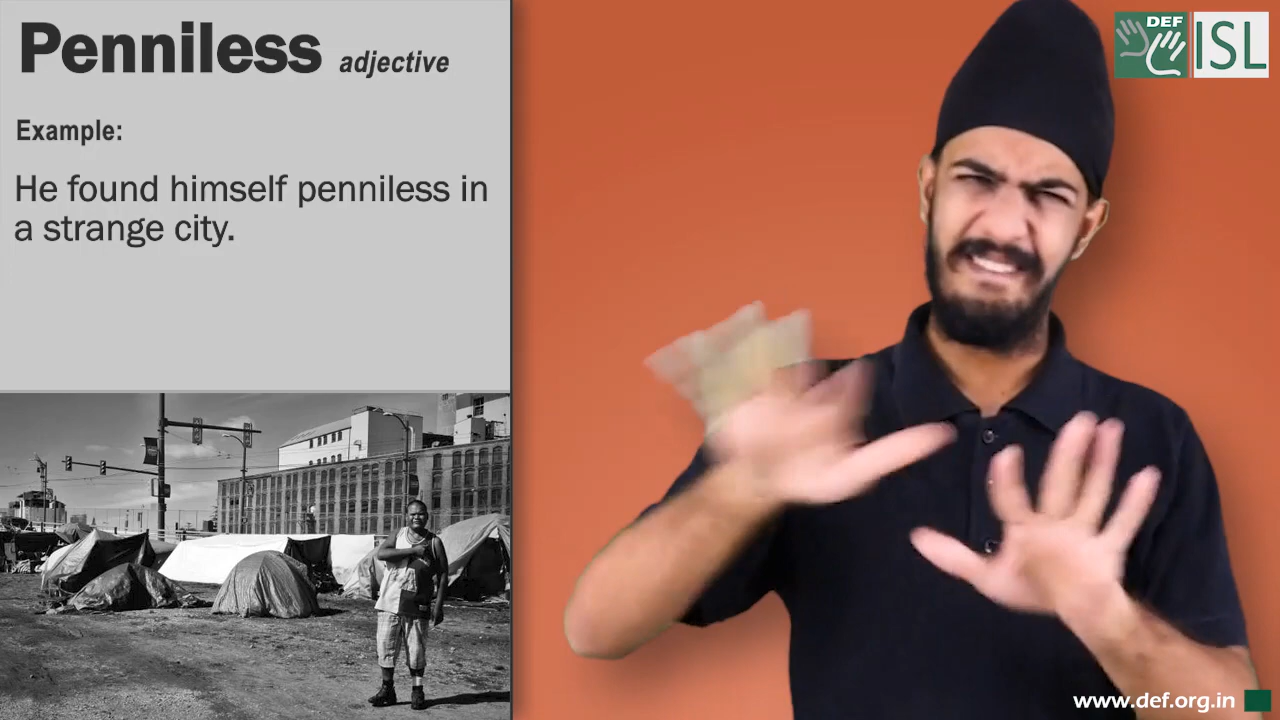 Penniless adjective
Example:
He found himself penniless in
a strange city.
DEF
ISL
www.def.org.in